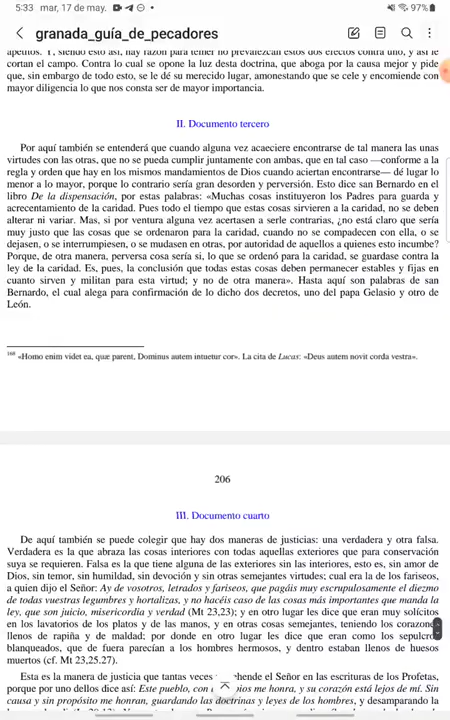 5:33 mar, 17 de may.
97%
granada_guía_de_pecadores
apetitos. Y, siendo esto así, hay razón para temer no prevalezcan estos dos efectos contra uno, y así le
cortan el campo. Contra lo cual se opone la luz desta doctrina, que aboga por la causa mejor y pide
que, sin embargo de todo esto, se le dé su merecido lugar, amonestando que se cele y encomiende con
mayor diligencia lo que nos consta ser de mayor importancia.
II. Documento tercero
Por aquí también se entenderá que cuando alguna vez acaeciere encontrarse de tal manera las unas
virtudes con las otras, que no se pueda cumplir juntamente con ambas, que en tal caso —conforme a la
regla y orden que hay en los mismos mandamientos de Dios cuando aciertan encontrarse— dé lugar lo
menor a lo mayor, porque lo contrario sería gran desorden y perversión. Esto dice san Bernardo en el
libro De la dispensación, por estas palabras: «Muchas cosas instituyeron los Padres para guarda y
acrecentamiento de la caridad. Pues todo el tiempo que estas cosas sirvieren a la caridad, no se deben
alterar ni variar. Mas, si por ventura alguna vez acertasen a serle contrarias, ¿no está claro que sería
muy justo que las cosas que se ordenaron para la caridad, cuando no se compadecen con ella, o se
dejasen, o se interrumpiesen, o se mudasen en otras, por autoridad de aquellos a quienes esto incumbe?
Porque, de otra manera, perversa cosa sería si, lo que se ordenó para la caridad, se guardase contra la
ley de la caridad. Es, pues, la conclusión que todas estas cosas deben permanecer estables y fijas en
cuanto sirven y militan para esta virtud; y no de otra manera». Hasta aquí son palabras de san
Bernardo, el cual alega para confirmación de lo dicho dos decretos, uno del papa Gelasio y otro de
León.
168 «Homo enim videt ea, quæ parent, Dominus autem intuetur cor». La cita de Lucas: «Deus autem novit corda vestra».
206
III. Documento cuarto
De aquí también se puede colegir que hay dos maneras de justicias: una verdadera y otra falsa.
Verdadera es la que abraza las cosas interiores con todas aquellas exteriores que para conservación
suya se requieren. Falsa es la que tiene alguna de las exteriores sin las interiores, esto es, sin amor de
Dios, sin temor, sin humildad, sin devoción y sin otras semejantes virtudes; cual era la de los fariseos,
a quien dijo el Señor: Ay de vosotros, letrados y fariseos, que pagáis muy escrupulosamente el diezmo
de todas vuestras legumbres y hortalizas, y no hacéis caso de las cosas más importantes que manda la
ley, que son juicio, misericordia y verdad (Mt 23,23); y en otro lugar les dice que eran muy solícitos
en los lavatorios de los platos y de las manos, y en otras cosas semejantes, teniendo los corazones
llenos de rapiña y de maldad; por donde en otro lugar les dice que eran como los sepulcros
blanqueados, que de fuera parecían a los hombres hermosos, y dentro estaban llenos de huesos de
muertos (cf. Mt 23,25.27).
Esta es la manera de justicia que tantas veces hende el Señor en las escrituras de los Profetas,
porque por uno dellos dice así: Este pueblo, con ios me honra, y su corazón está lejos de mí. Sin
causa y sin propósito me honran, guardando las doctrinas y leyes de los hombres, y desamparando la